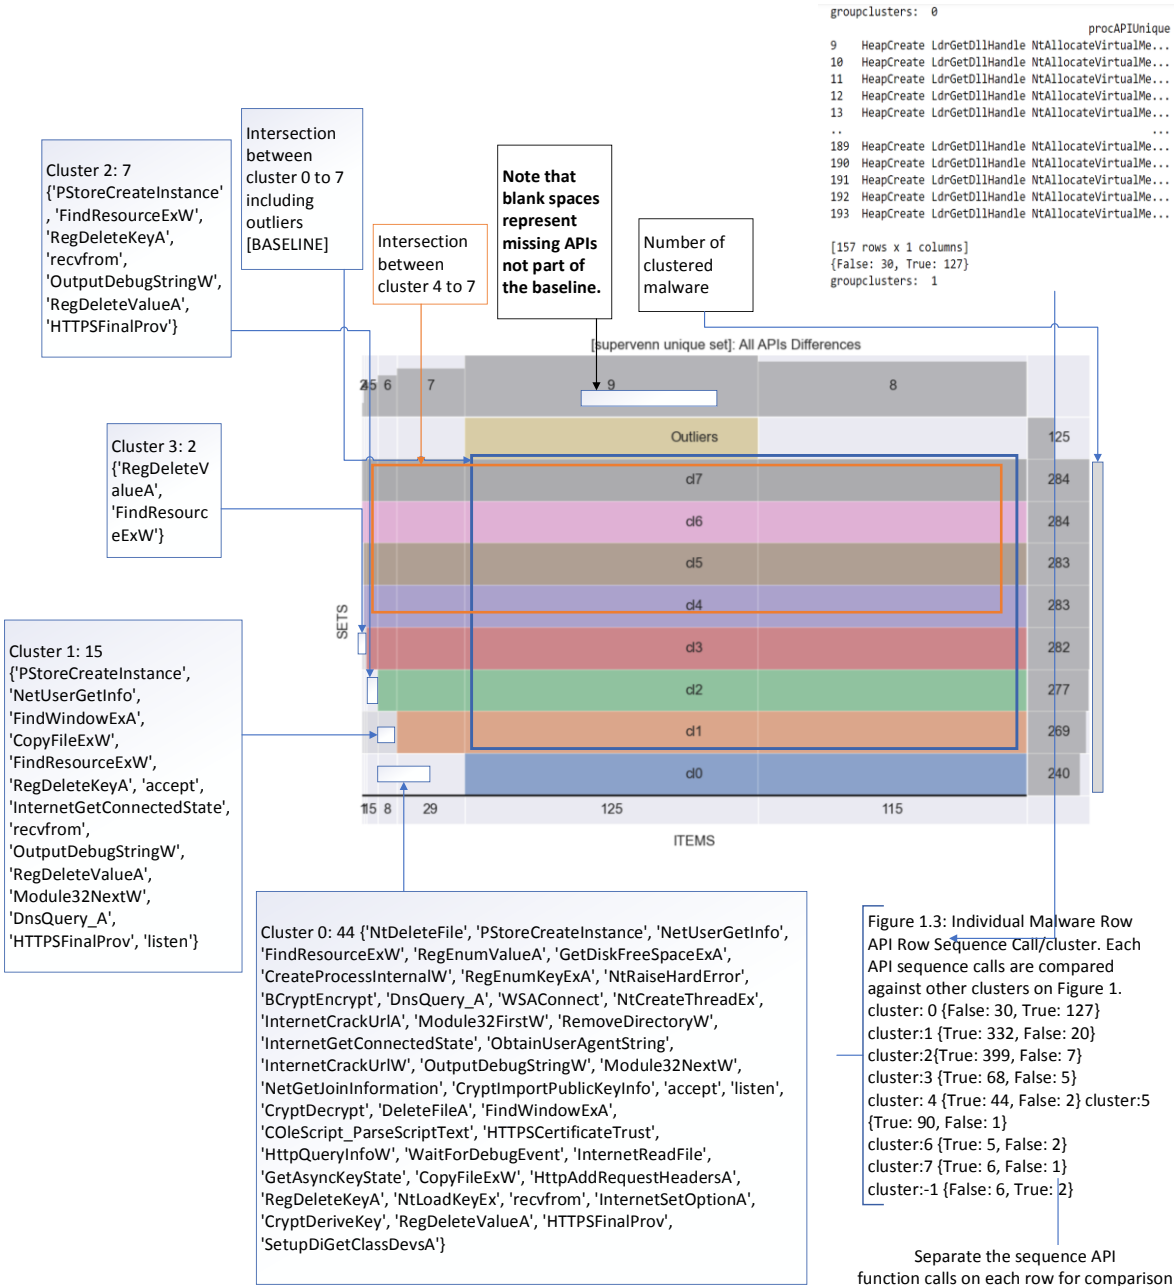 groupclusters:  0
procAPIUnique
9    HeapCreate LdrGetDllHandle NtAllocateVirtualMe...
10   HeapCreate LdrGetDllHandle NtAllocateVirtualMe...
11   HeapCreate LdrGetDllHandle NtAllocateVirtualMe...
12   HeapCreate LdrGetDllHandle NtAllocateVirtualMe...
13   HeapCreate LdrGetDllHandle NtAllocateVirtualMe...
..   ...
189  HeapCreate LdrGetDllHandle NtAllocateVirtualMe...
190  HeapCreate LdrGetDllHandle NtAllocateVirtualMe...
191  HeapCreate LdrGetDllHandle NtAllocateVirtualMe...
192  HeapCreate LdrGetDllHandle NtAllocateVirtualMe...
193  HeapCreate LdrGetDllHandle NtAllocateVirtualMe...
[157 rows x 1 columns]
{False: 30, True: 127}
groupclusters:  1
Intersection
between
cluster 0 to 7
including
outliers
[BASELINE]
Cluster 2: 7
{'PStoreCreateInstance'
, 'FindResourceExW',
'RegDeleteKeyA',
'recvfrom',
'OutputDebugStringW',
'RegDeleteValueA',
'HTTPSFinalProv'}
Intersection
between
cluster 4 to 7
Note that
blank spaces
represent
missing APIs
not part of
the baseline.
Number of
clustered
malware
[supervenn unique set]: All APIs Differences
6 7 9 8
Outliers 125
cl7 284
cl6 284
cl5 283
cl4 283
cl3 282
cl2 277
cl1 269
cl0 240
SETS
8 29 125 115
ITEMS
Cluster 3: 2
{'RegDeleteV
alueA',
'FindResourc
eExW'}
Cluster 1: 15
{'PStoreCreateInstance',
'NetUserGetInfo',
'FindWindowExA',
'CopyFileExW',
'FindResourceExW',
'RegDeleteKeyA', 'accept',
'InternetGetConnectedState',
'recvfrom',
'OutputDebugStringW',
'RegDeleteValueA',
'Module32NextW',
'DnsQuery_A',
'HTTPSFinalProv', 'listen'}
Cluster 0: 44 {'NtDeleteFile', 'PStoreCreateInstance', 'NetUserGetInfo',
'FindResourceExW', 'RegEnumValueA', 'GetDiskFreeSpaceExA',
'CreateProcessInternalW', 'RegEnumKeyExA', 'NtRaiseHardError',
'BCryptEncrypt', 'DnsQuery_A', 'WSAConnect', 'NtCreateThreadEx',
'InternetCrackUrlA', 'Module32FirstW', 'RemoveDirectoryW',
'InternetGetConnectedState', 'ObtainUserAgentString',
'InternetCrackUrlW', 'OutputDebugStringW', 'Module32NextW',
'NetGetJoinInformation', 'CryptImportPublicKeyInfo', 'accept', 'listen',
'CryptDecrypt', 'DeleteFileA', 'FindWindowExA',
'COleScript_ParseScriptText', 'HTTPSCertificateTrust',
'HttpQueryInfoW', 'WaitForDebugEvent', 'InternetReadFile',
'GetAsyncKeyState', 'CopyFileExW', 'HttpAddRequestHeadersA',
'RegDeleteKeyA', 'NtLoadKeyEx', 'recvfrom', 'InternetSetOptionA',
'CryptDeriveKey', 'RegDeleteValueA', 'HTTPSFinalProv',
'SetupDiGetClassDevsA'}
Figure 1.3: Individual Malware Row
API Row Sequence Call/cluster. Each
API sequence calls are compared
against other clusters on Figure 1.
cluster: 0 {False: 30, True: 127}
cluster:1 {True: 332, False: 20}
cluster:2{True: 399, False: 7}
cluster:3 {True: 68, False: 5}
cluster: 4 {True: 44, False: 2} cluster:5
{True: 90, False: 1}
cluster:6 {True: 5, False: 2}
cluster:7 {True: 6, False: 1}
cluster:-1 {False: 6, True: 2}
Separate the sequence API
function calls on each row for comparison